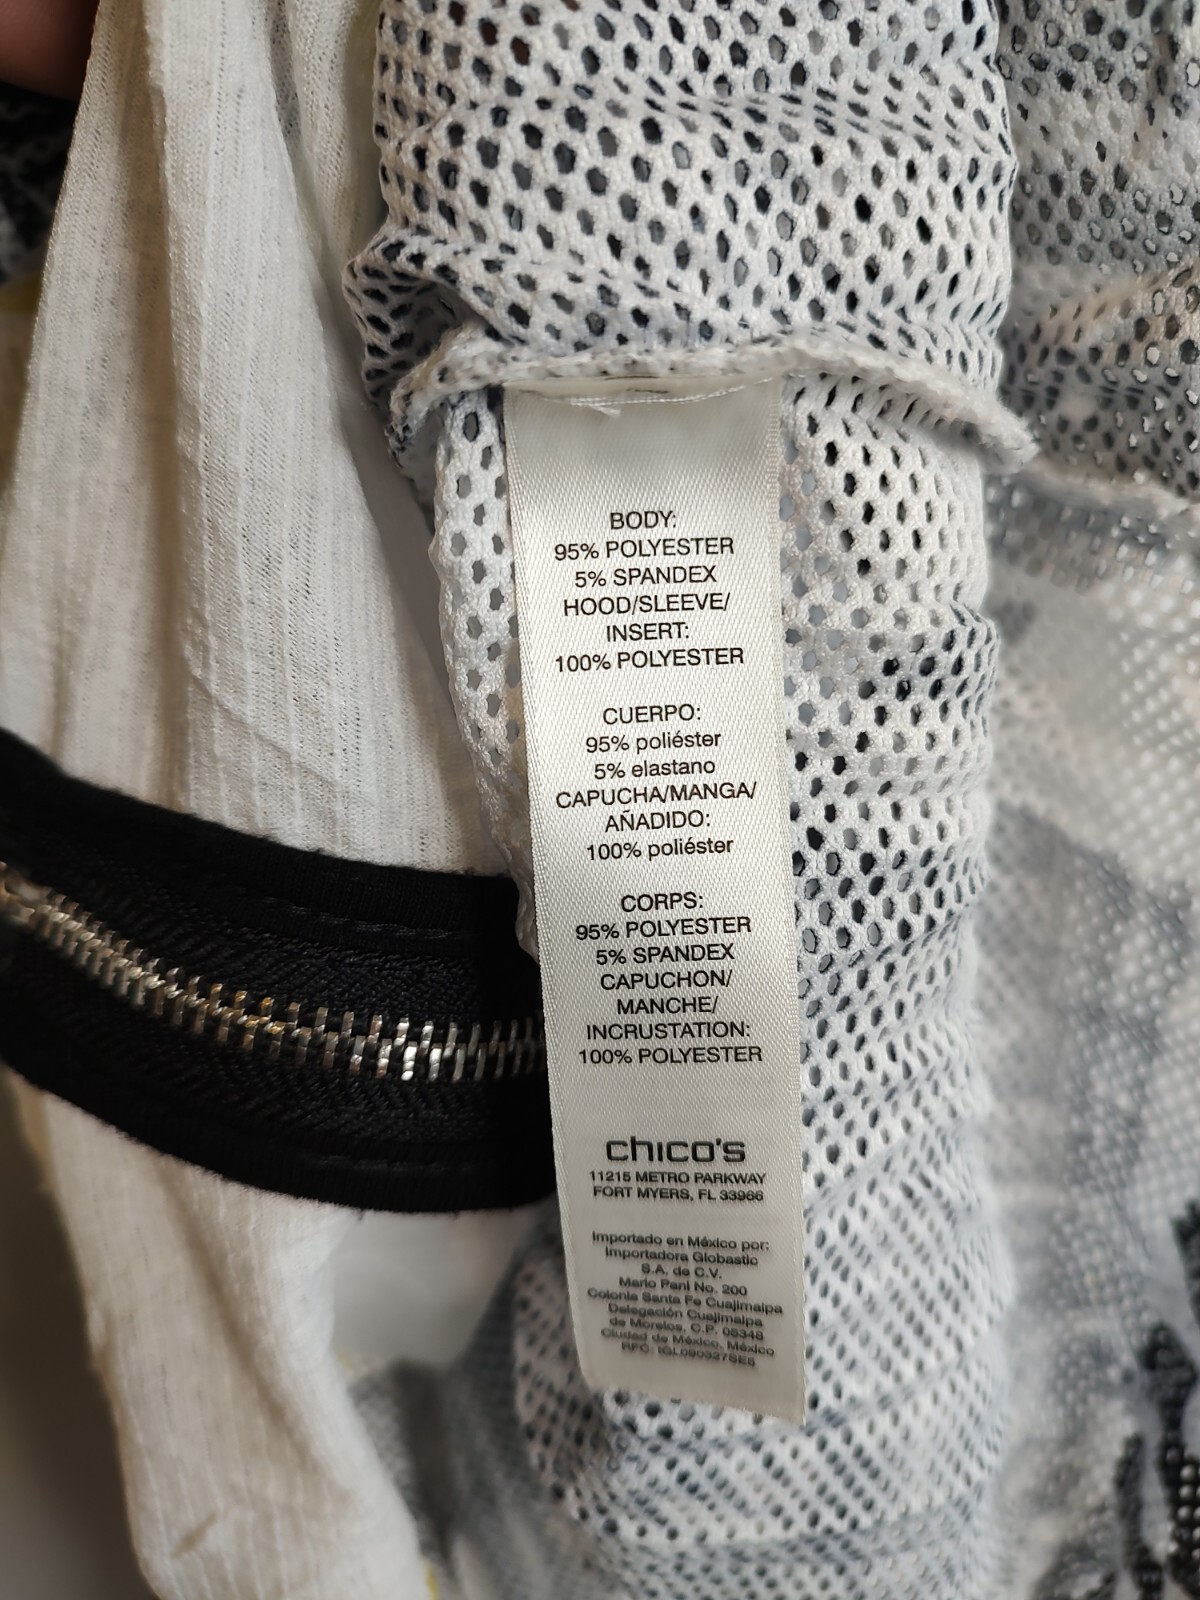 BODY:
95% POLYESTER
5% SPANDEX
HOOD/SLEEVE/
INSERT:
100% POLYESTER
CUERPO:
95% poliéster
5% elastano
CAPUCHA/MANGA/
AÑADIDO:
100% poliéster
CORPS:
95% POLYESTER
5% SPANDEX
CAPUCHON/
MANCHE/
INCRUSTATION:
100% POLYESTER
chico's
11215 METRO PARKWAY
FORT MYERS, FL 33966
Importado en México por:
Importadora Globastic
S.A. de C.V.
Mario Pani No. 200
Colonia Santa Fe Cuajimalpa
Delegación Cuajimalpa
de Morelos, C.P. 05348
Ciudad de México, México
RFC: IGL090327SE5